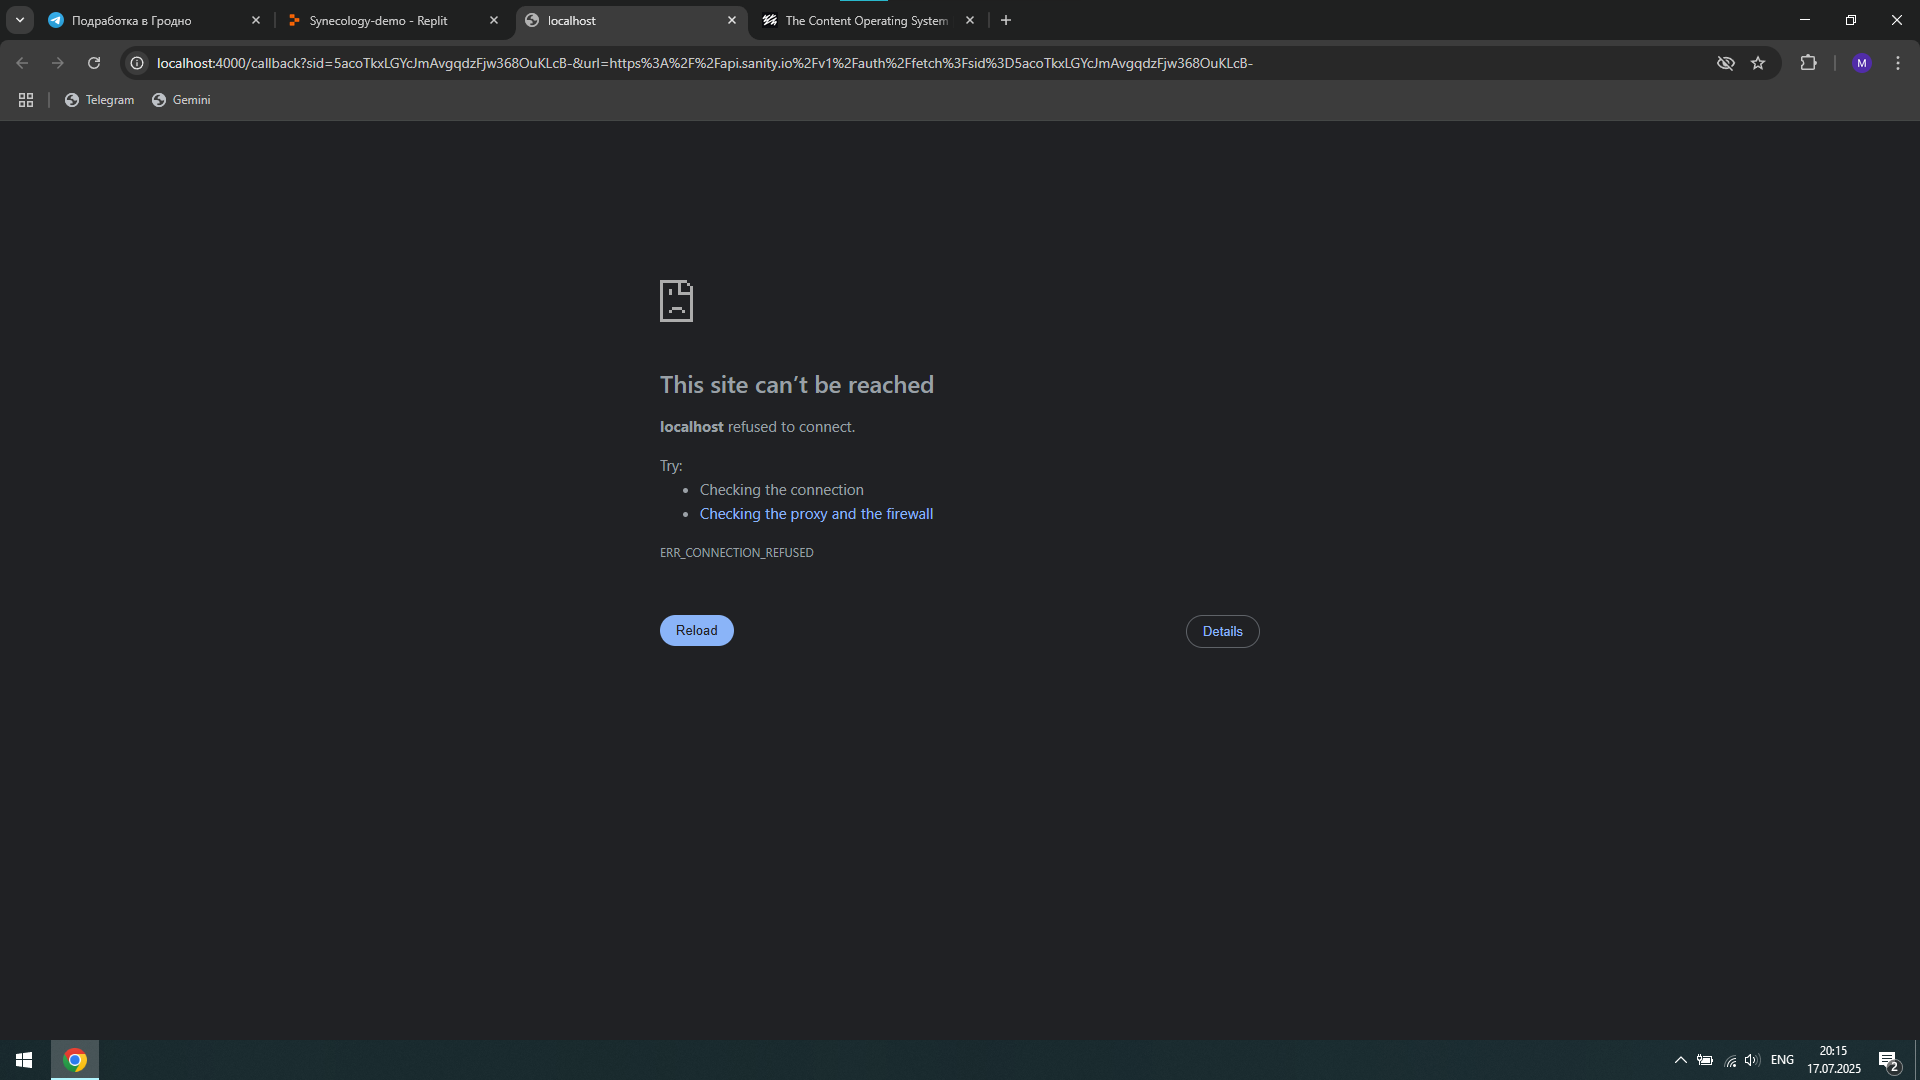 Подработка в Гродно
Synecology-demo - Replit
localhost
The Content Operating System
localhost:4000/callback?sid=5acoTkxLGYcJmAvgqdzFjw368OuKLcB-&url=https%3A%2F%2Fapi.sanity.io%2Fv1%2Fauth%2Ffetch%3Fsid%3D5acoTkxLGYcJmAvgqdzFjw368OuKLcB-
M
Telegram
Gemini
This site can’t be reached
localhost refused to connect.
Try:
• Checking the connection
• Checking the proxy and the firewall
ERR_CONNECTION_REFUSED
Reload
Details
ENG
20:15
17.07.2025
2